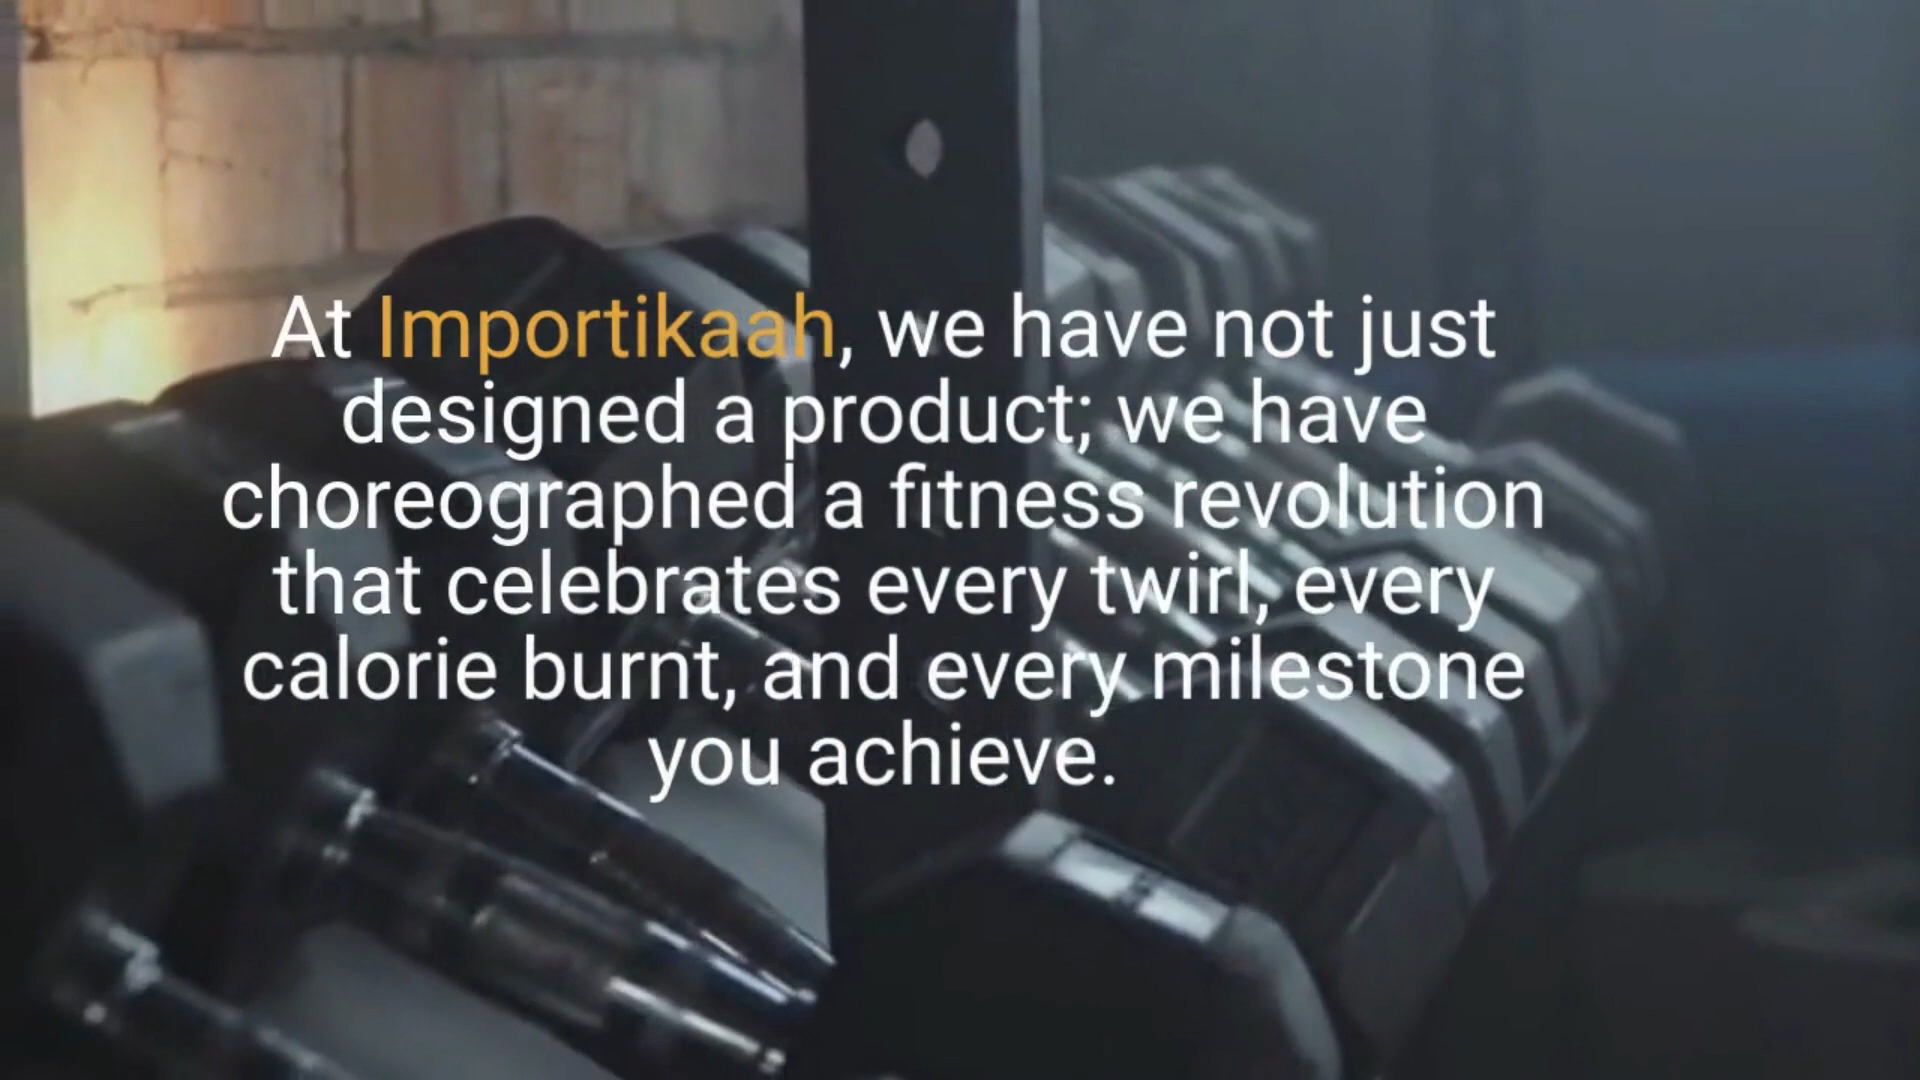 At Importikaah, we have not just
designed a product; we have
choreographed a fitness revolution
that celebrates every twirl, every
calorie burnt, and every milestone
you achieve.